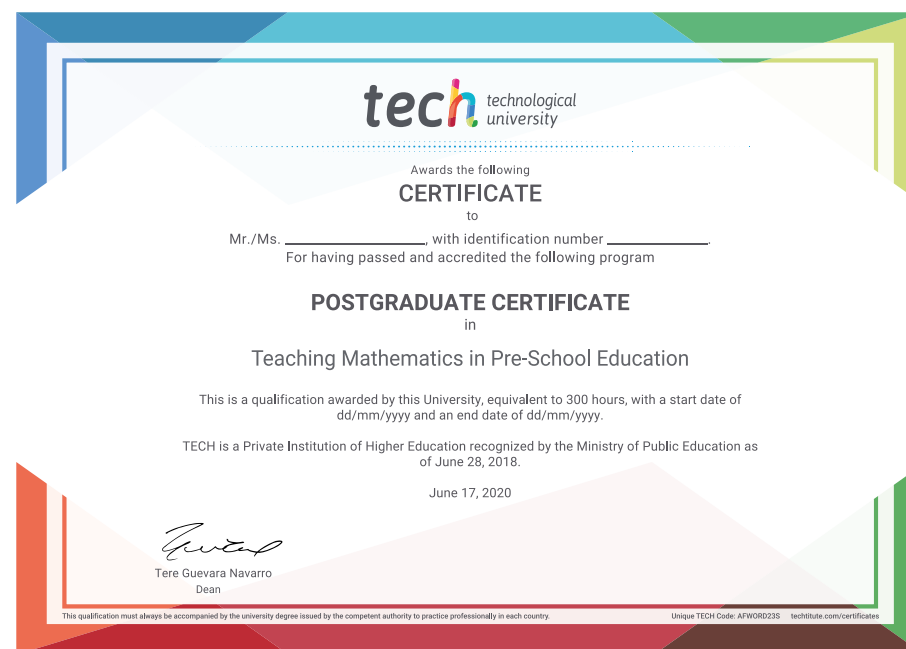 tech technological
university
Awards the following
CERTIFICATE
to
Mr./Ms. ____________________, with identification number ______________.
For having passed and accredited the following program
POSTGRADUATE CERTIFICATE
in
Teaching Mathematics in Pre-School Education
This is a qualification awarded by this University, equivalent to 300 hours, with a start date of
dd/mm/yyyy and an end date of dd/mm/yyyy.
TECH is a Private Institution of Higher Education recognized by the Ministry of Public Education as
of June 28, 2018.
June 17, 2020
Tere Guevara Navarro
Dean
This qualification must always be accompanied by the university degree issued by the competent authority to practice professionally in each country.
Unique TECH Code: AFWORD23S techtitute.com/certificates